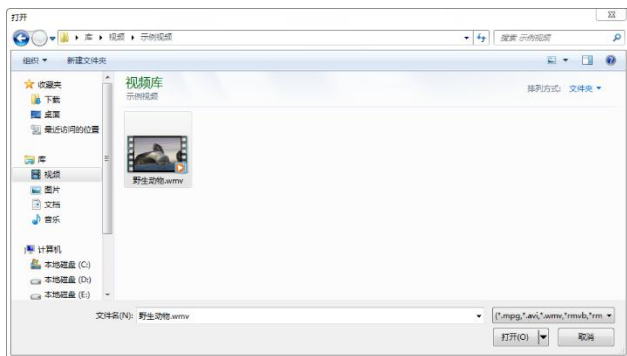 打开
库 ▸ 视频 ▸ 示例视频
搜索 示例视频
组织 ▼ 新建文件夹
收藏夹
下载
桌面
最近访问的位置
库
视频
图片
文档
音乐
计算机
本地磁盘 (C:)
本地磁盘 (D:)
本地磁盘 (E:)
视频库
示例视频
排列方式: 文件夹 ▼
野生动物.wmv
文件名(N): 野生动物.wmv
(*.mpg,*.avi,*.wmv,*rmvb,*rm
打开(O)
取消